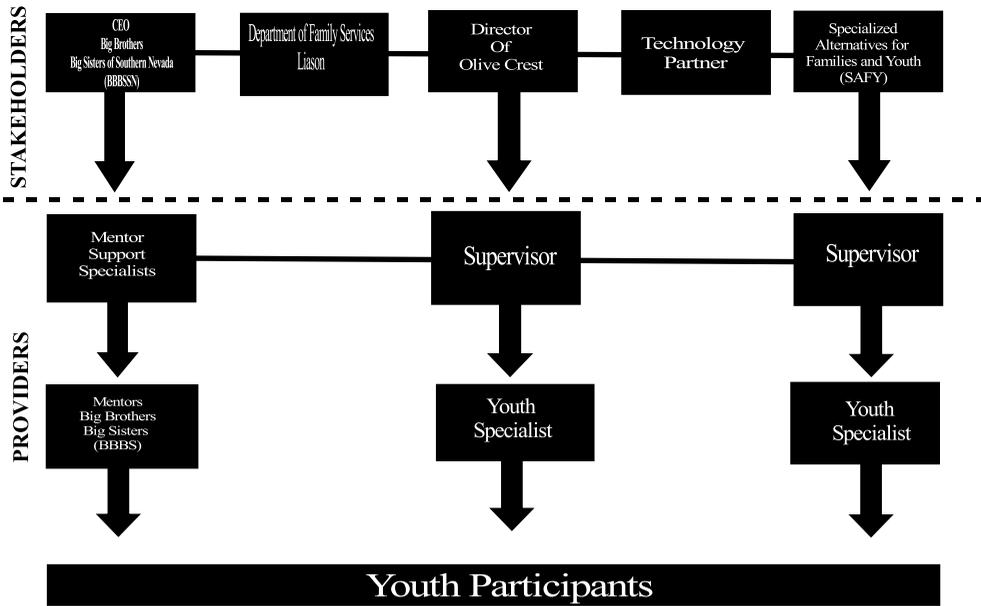 STAKEHOLDERS
CEO
Big Brothers
Big Sisters of Southern Nevada
(BBBSSN)
Department of Family Services
Liason
Director
Of
Olive Crest
Technology
Partner
Specialized
Alternatives for
Families and Youth
(SAFY)
PROVIDERS
Mentor
Support
Specialists
Supervisor
Supervisor
Mentors
Big Brothers
Big Sisters
(BBBS)
Youth
Specialist
Youth
Specialist
Youth Participants